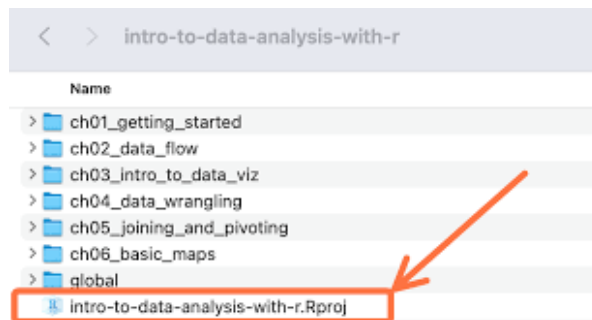 intro-to-data-analysis-with-r
Name
ch01_getting_started
ch02_data_flow
ch03_intro_to_data_viz
ch04_data_wrangling
ch05_joining_and_pivoting
ch06_basic_maps
global
intro-to-data-analysis-with-r.Rproj